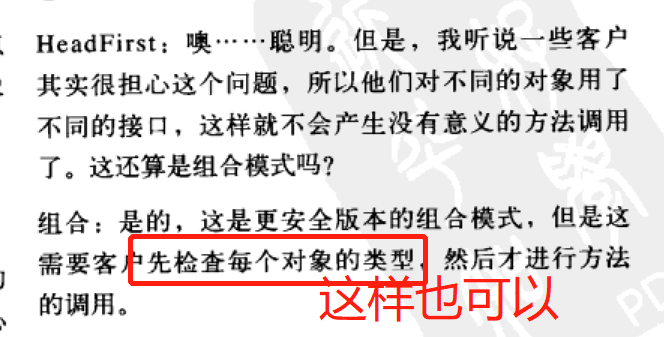 HeadFirst：噢……聪明。但是，我听说一些客户
其实很担心这个问题，所以他们对不同的对象用了
不同的接口，这样就不会产生没有意义的方法调用
了。这还算是组合模式吗？
组合：是的，这是更安全版本的组合模式，但是这
需要客户先检查每个对象的类型，然后才进行方法
的调用。
这样也可以
PD